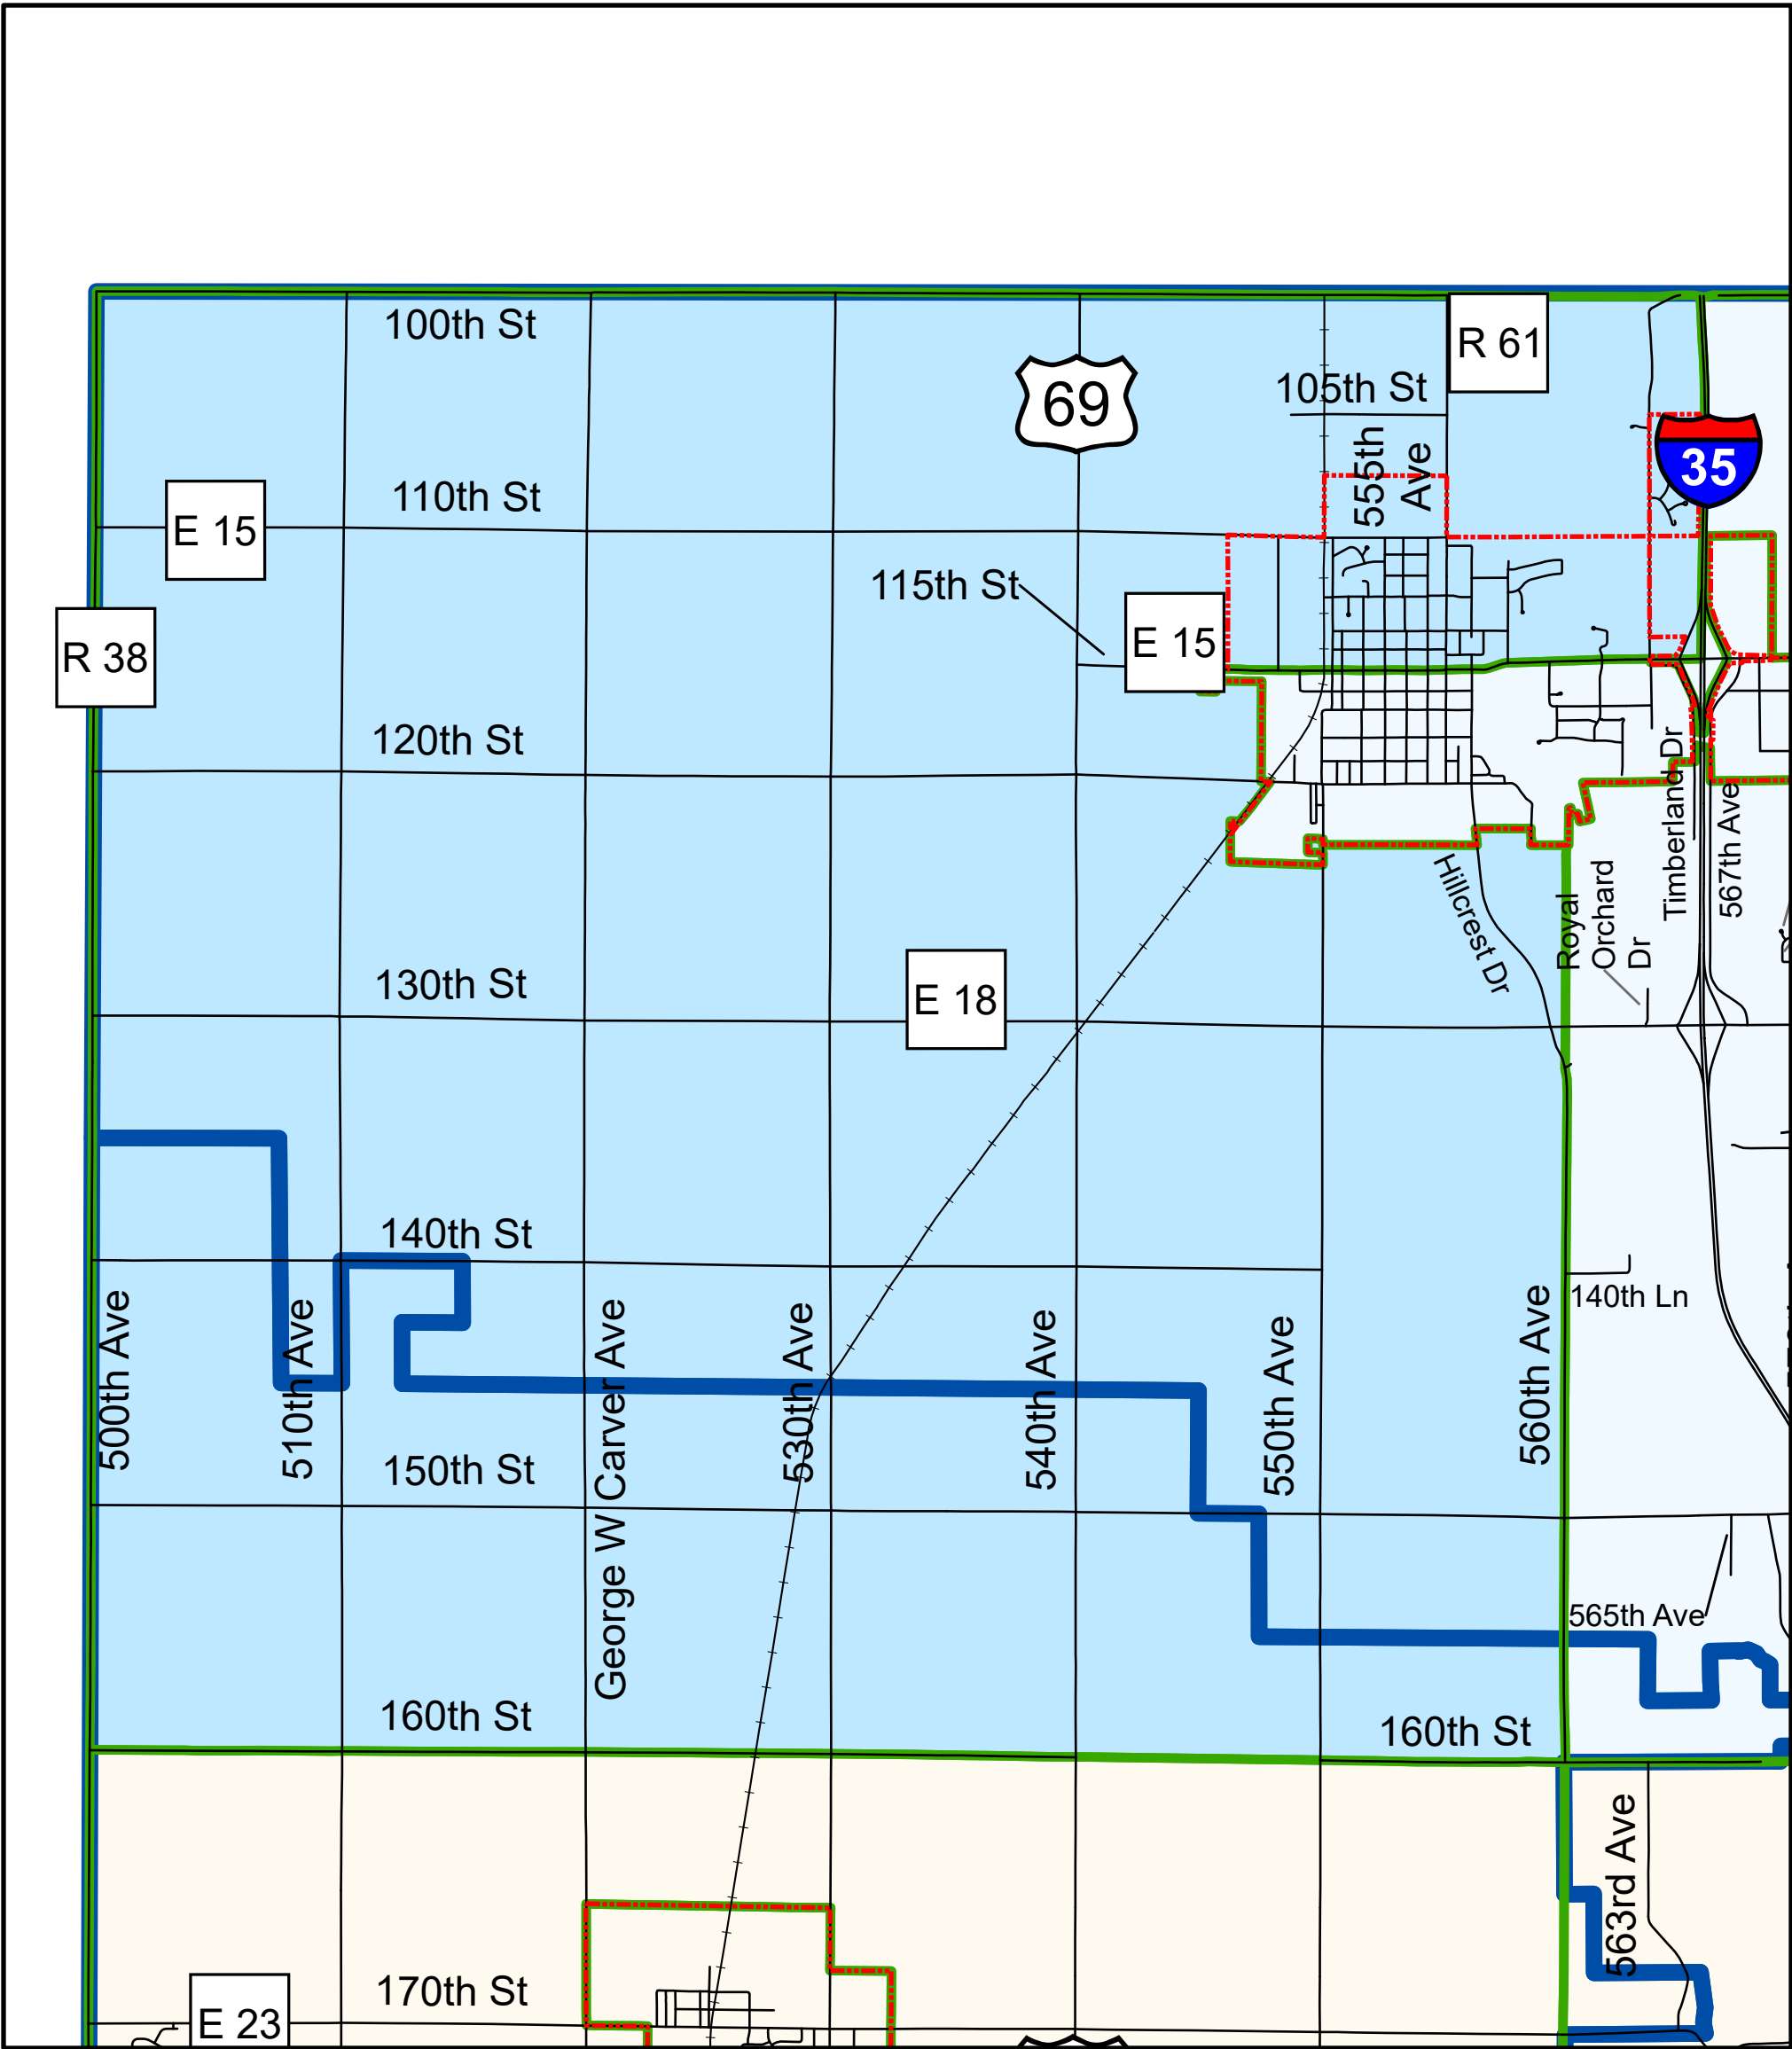 100th St
R 61
69
105th St
35
555th
Ave
110th St
E 15
115th St
E 15
R 38
120th St
Timberland Dr
567th Ave
Hillcrest Dr
Royal
Orchard
Dr
130th St
E 18
140th St
140th Ln
500th Ave
510th Ave
George W Carver Ave
530th Ave
540th Ave
550th Ave
560th Ave
150th St
565th Ave
160th St
160th St
563rd Ave
170th St
E 23